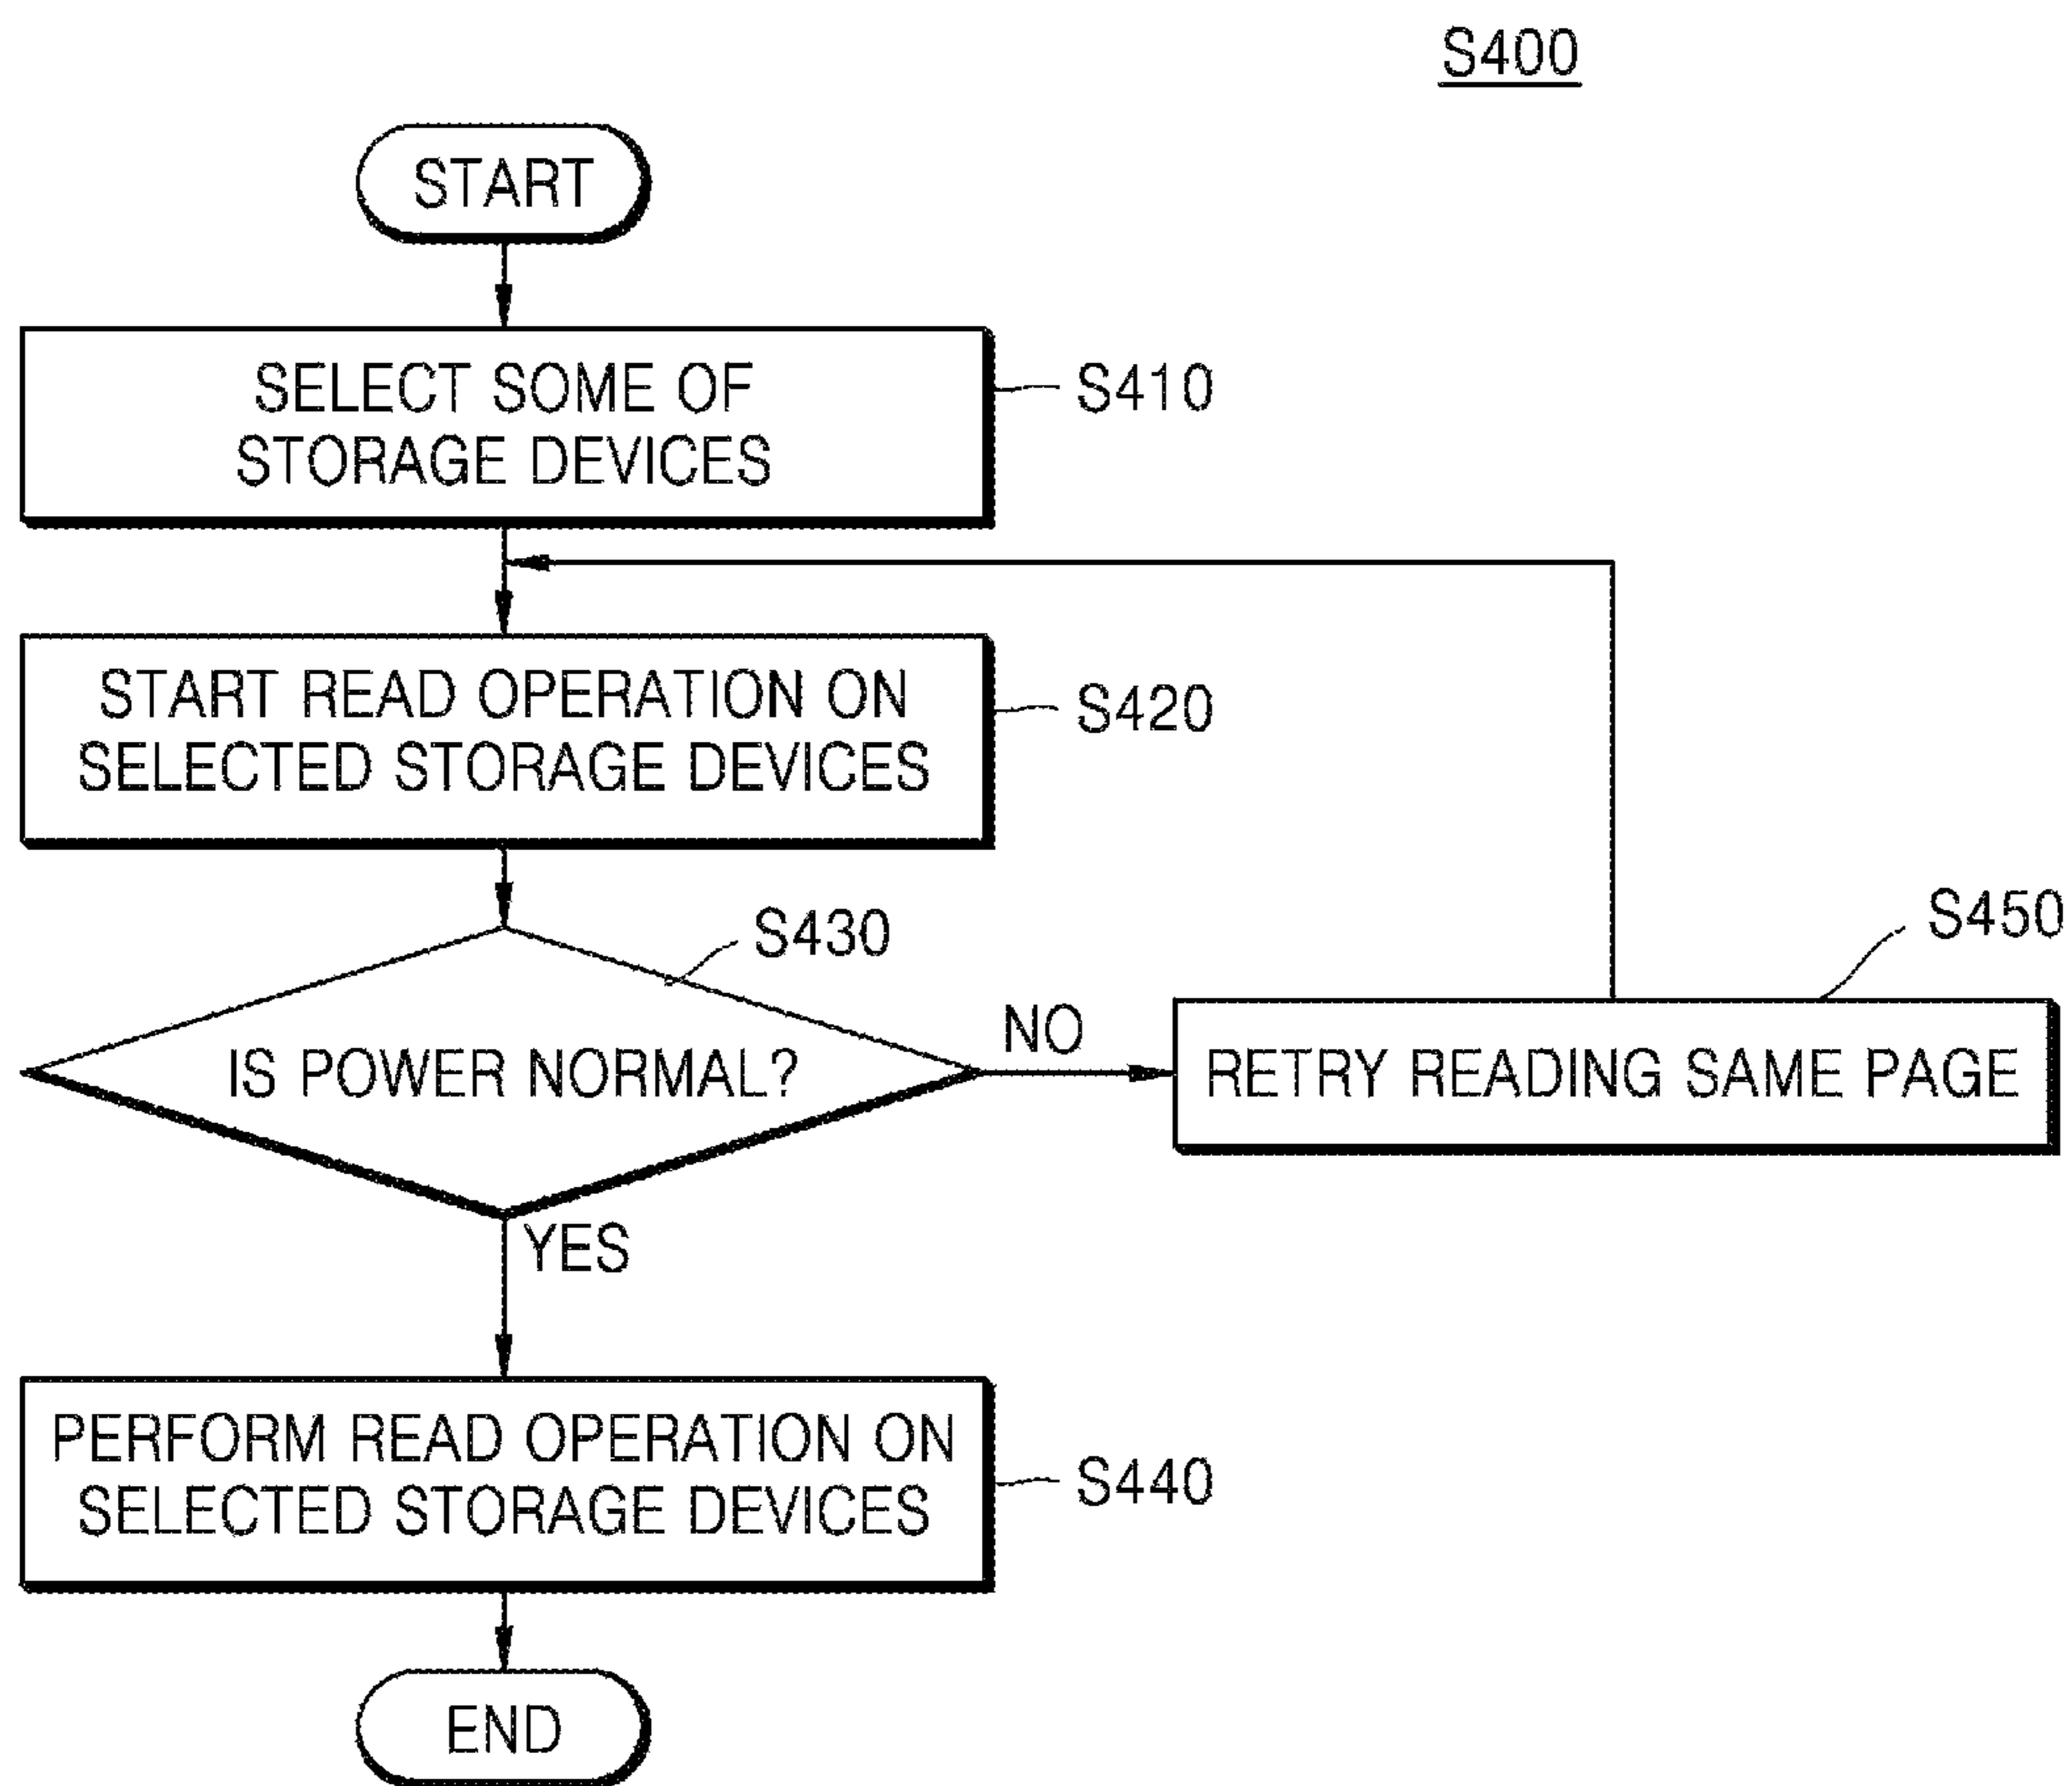 S400
START
SELECT SOME OF
STORAGE DEVICES
S410
START READ OPERATION ON
SELECTED STORAGE DEVICES
S420
S430
IS POWER NORMAL?
NO
S450
RETRY READING SAME PAGE
YES
PERFORM READ OPERATION ON
SELECTED STORAGE DEVICES
S440
END